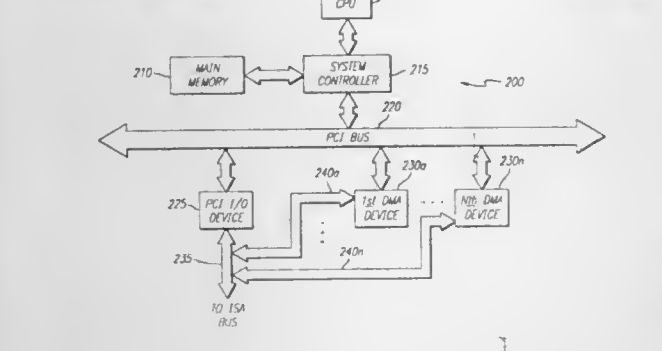 CPU
210
MAIN
MEMORY
SYSTEM
CONTROLLER
215
200
220
PCI BUS
225
PCI I/O
DEVICE
240a
230a
1st DMA
DEVICE
. . .
230n
Nth DMA
DEVICE
235
240n
TO ISA
BUS